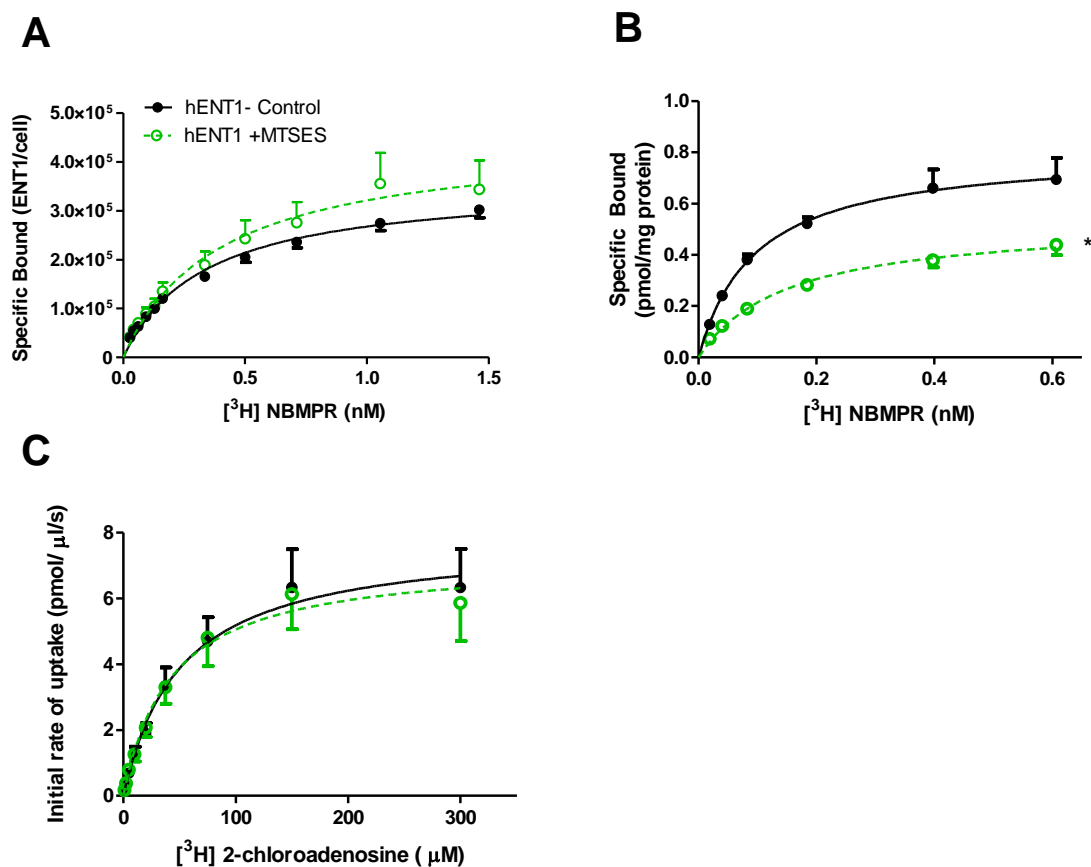 A
hENT1- Control
hENT1 +MTSES
5.0×10⁵
4.0×10⁵
3.0×10⁵
2.0×10⁵
1.0×10⁵
0
Specific Bound (ENT1/cell)
0.0 0.5 1.0 1.5
[³H] NBMPR (nM)
B
1.0
0.8
0.6
0.4
0.2
0.0
Specific Bound
(pmol/mg protein)
*
0.0 0.2 0.4 0.6
[³H] NBMPR (nM)
C
8
6
4
2
0
Initial rate of uptake (pmol/ μl/s)
0 100 200 300
[³H] 2-chloroadenosine ( μM)